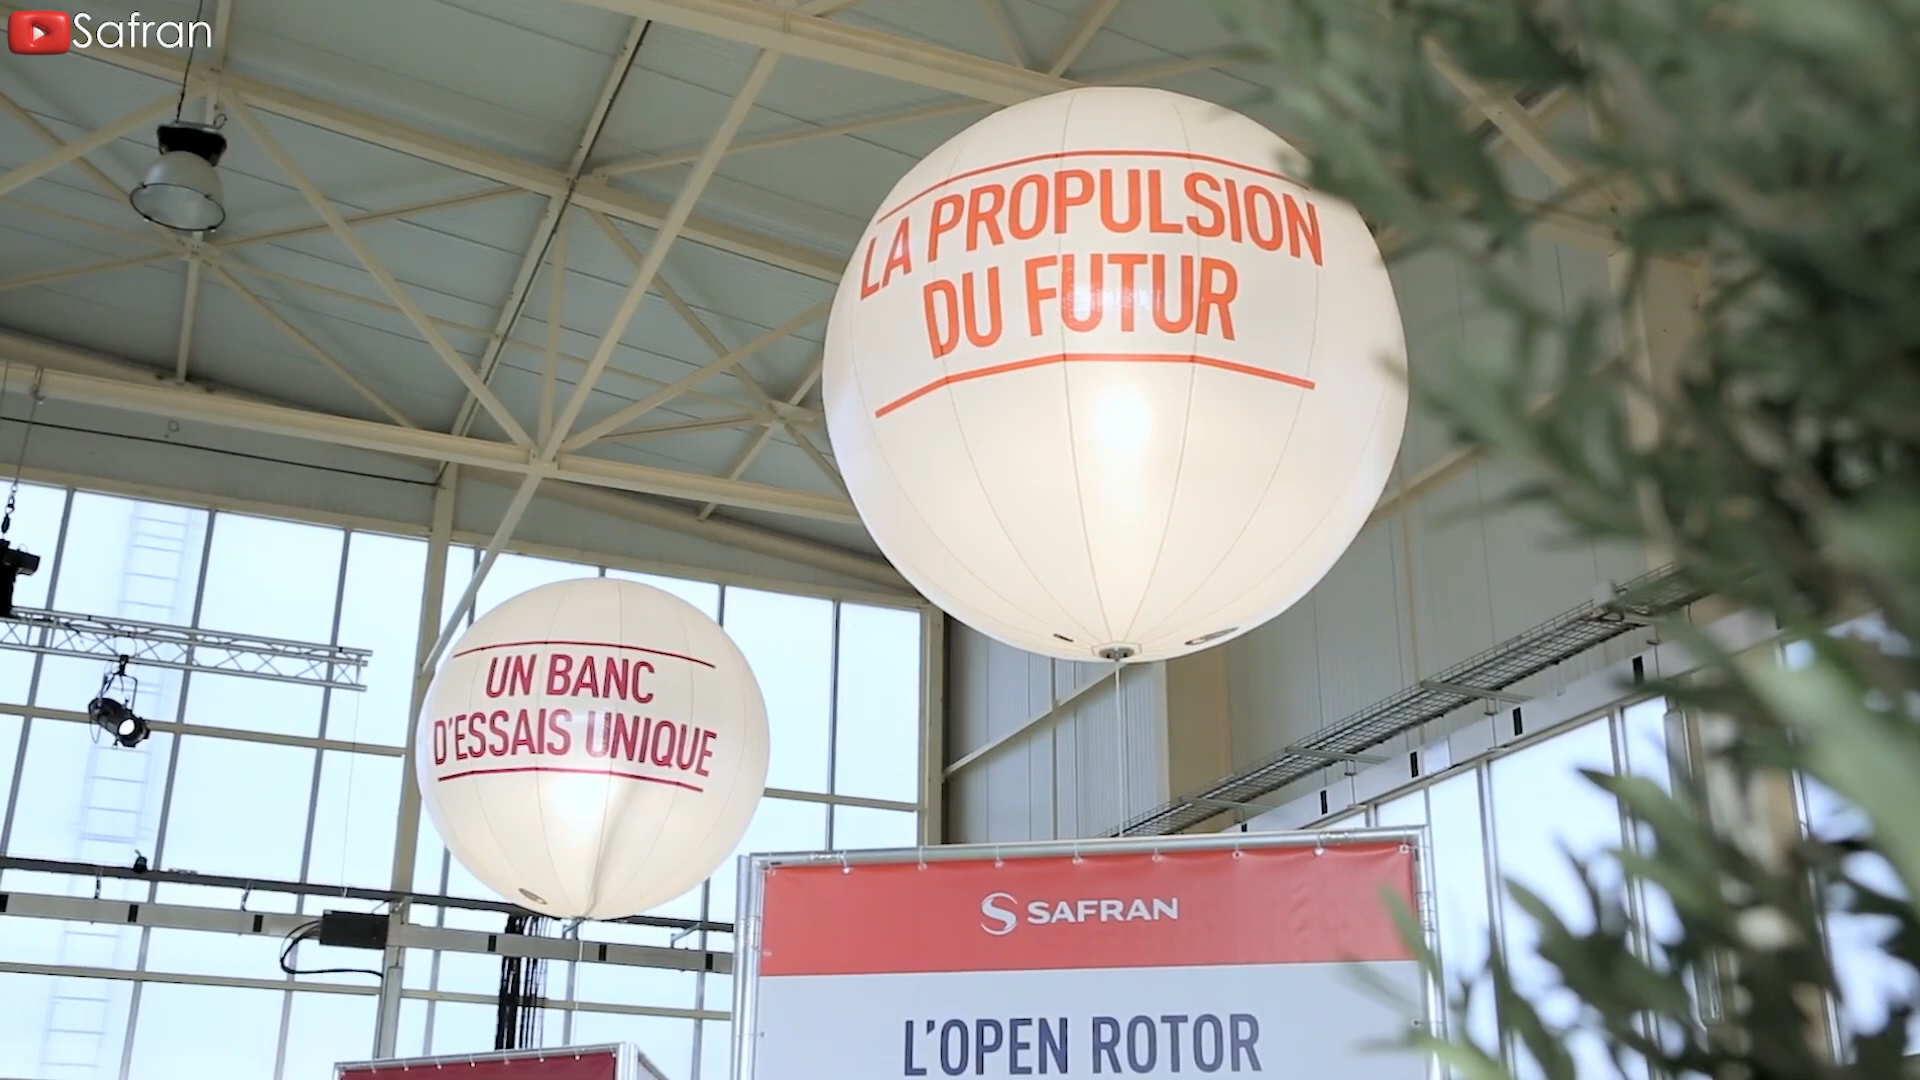 Safran
LA PROPULSION
DU FUTUR
UN BANC
D'ESSAIS UNIQUE
SAFRAN
L'OPEN ROTOR